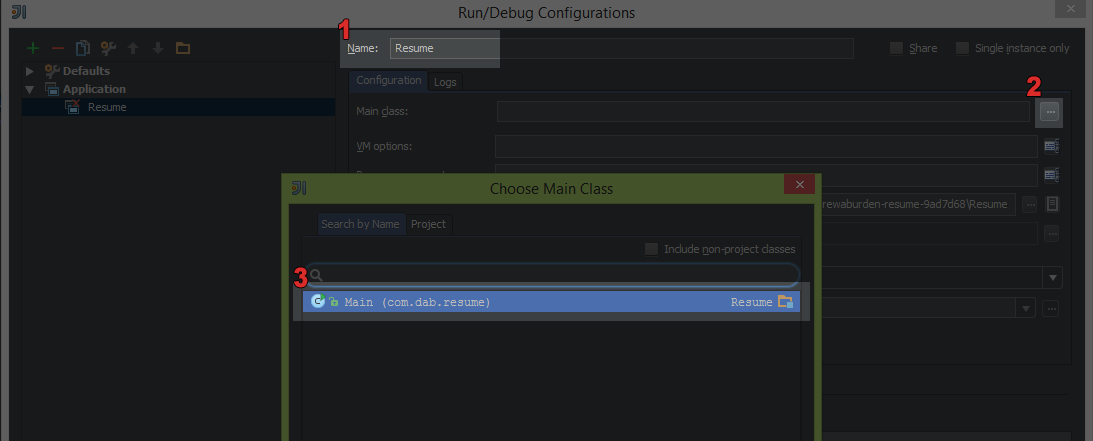 Run/Debug Configurations
1
Name: Resume
Share
Single instance only
Defaults
Application
Resume
Configuration Logs
2
Main class:
...
VM options:
Choose Main Class
rewaburden-resume-9ad7d68\Resume
...
Search by Name Project
Include non-project classes
...
3
Main (com.dab.resume) Resume
...